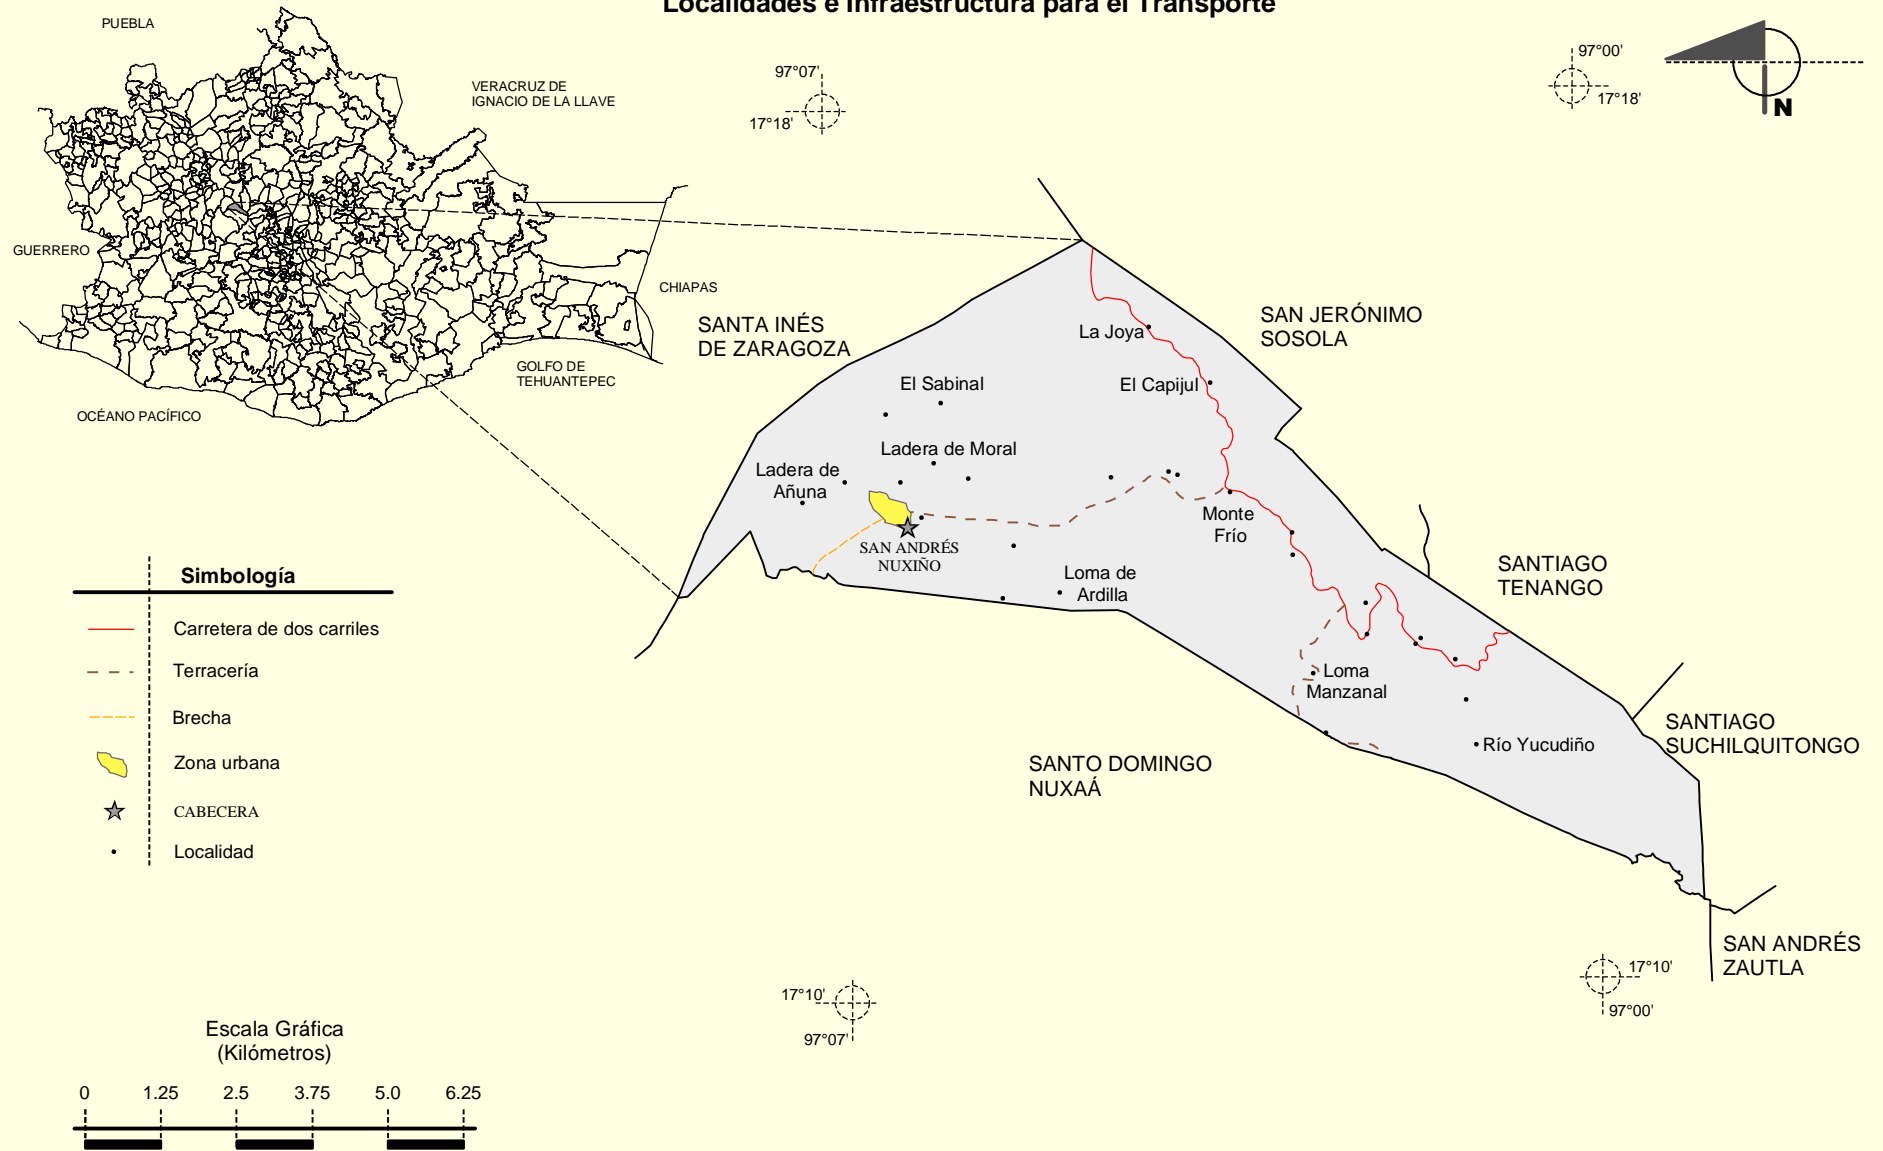 Localidades e Infraestructura para el Transporte
PUEBLA
VERACRUZ DE
IGNACIO DE LA LLAVE
GUERRERO
CHIAPAS
GOLFO DE
TEHUANTEPEC
OCÉANO PACÍFICO
97°07'
17°18'
97°00'
17°18'
N
SANTA INÉS
DE ZARAGOZA
SAN JERÓNIMO
SOSOLA
La Joya
El Capijul
El Sabinal
Ladera de Moral
Ladera de
Añuna
SAN ANDRÉS
NUXIÑO
Monte
Frío
Loma de
Ardilla
SANTIAGO
TENANGO
Loma
Manzanal
Río Yucudiño
SANTIAGO
SUCHILQUITONGO
SANTO DOMINGO
NUXAÁ
SAN ANDRÉS
ZAUTLA
17°10'
97°07'
17°10'
97°00'
Simbología
Carretera de dos carriles
Terracería
Brecha
Zona urbana
CABECERA
Localidad
Escala Gráfica
(Kilómetros)
0 1.25 2.5 3.75 5.0 6.25